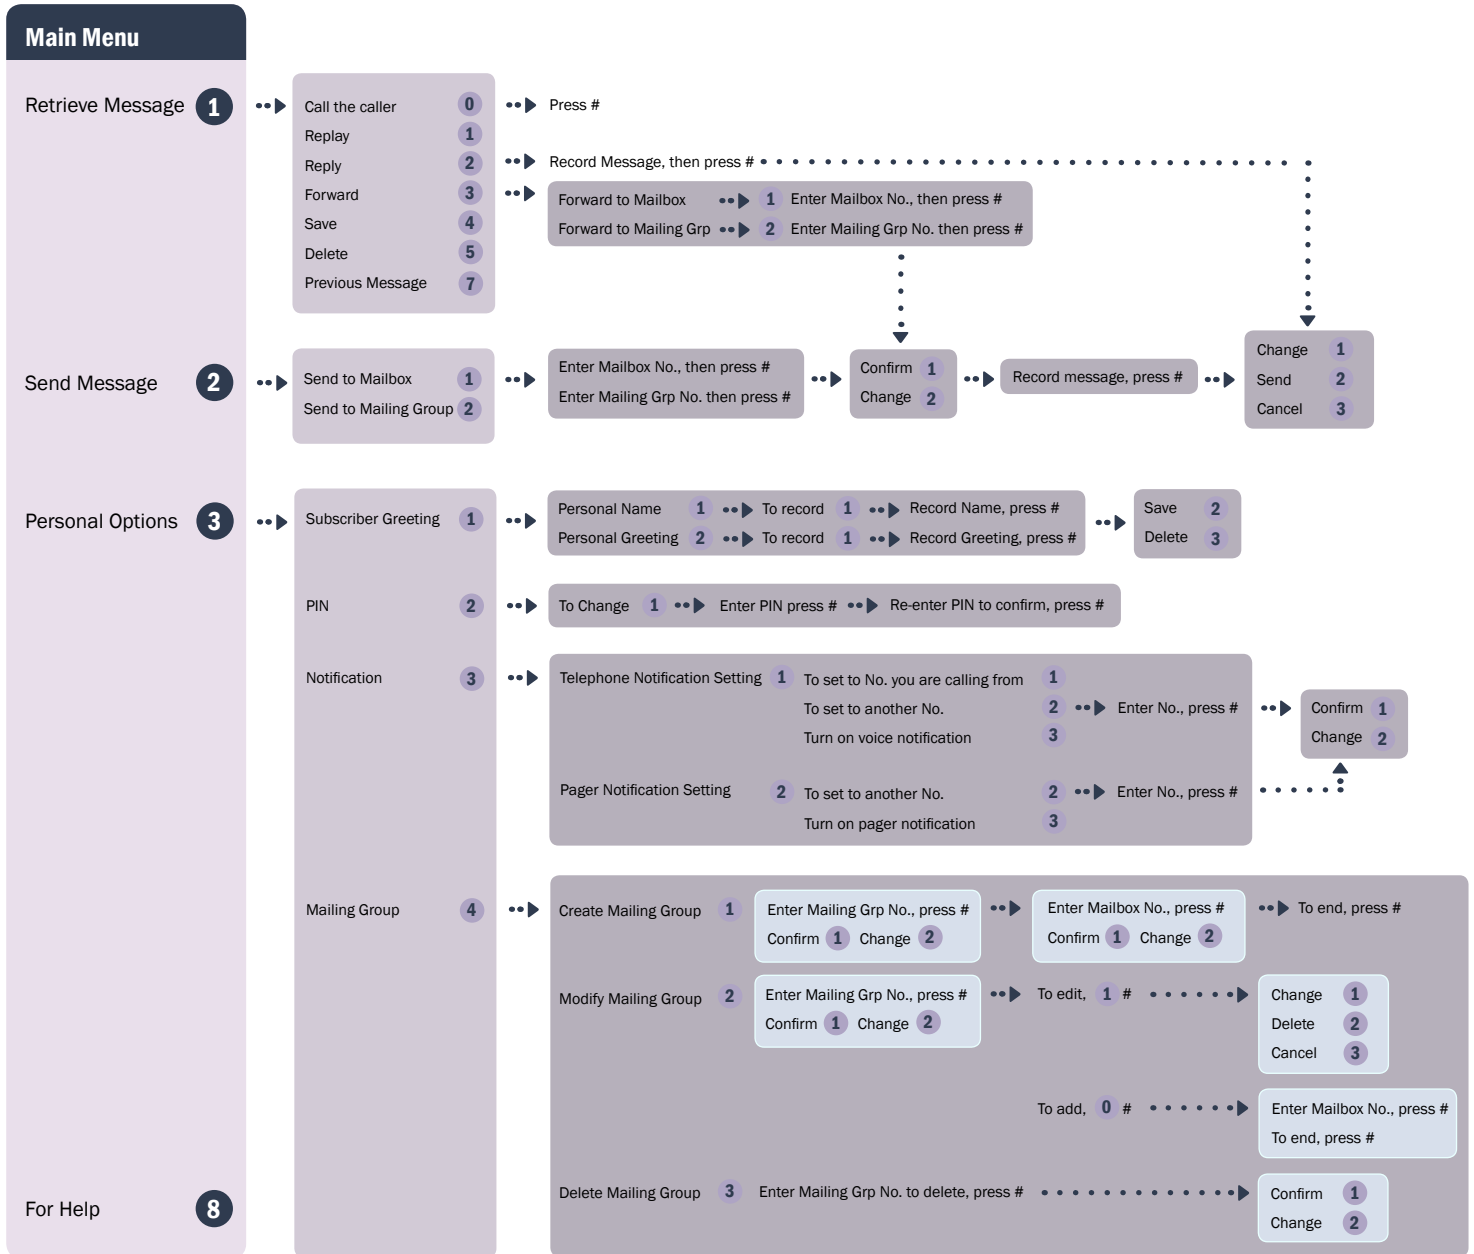 Main Menu
Retrieve Message 1
Call the caller 0 Press #
Replay 1
Reply 2 Record Message, then press #
Forward 3 Forward to Mailbox 1 Enter Mailbox No., then press #
Forward to Mailing Grp 2 Enter Mailing Grp No. then press #
Save 4
Delete 5
Previous Message 7
Send Message 2
Send to Mailbox 1
Send to Mailing Group 2
Enter Mailbox No., then press #
Enter Mailing Grp No. then press #
Confirm 1
Change 2
Record message, press #
Change 1
Send 2
Cancel 3
Personal Options 3
Subscriber Greeting 1
Personal Name 1 To record 1 Record Name, press #
Personal Greeting 2 To record 1 Record Greeting, press #
Save 2
Delete 3
PIN 2
To Change 1 Enter PIN press # Re-enter PIN to confirm, press #
Notification 3
Telephone Notification Setting 1 To set to No. you are calling from 1
To set to another No. 2 Enter No., press #
Turn on voice notification 3
Confirm 1
Change 2
Pager Notification Setting 2 To set to another No. 2 Enter No., press #
Turn on pager notification 3
Mailing Group 4
Create Mailing Group 1
Enter Mailing Grp No., press #
Confirm 1 Change 2
Enter Mailbox No., press #
Confirm 1 Change 2
To end, press #
Modify Mailing Group 2
Enter Mailing Grp No., press #
Confirm 1 Change 2
To edit, 1 #
Change 1
Delete 2
Cancel 3
To add, 0 #
Enter Mailbox No., press #
To end, press #
Delete Mailing Group 3 Enter Mailing Grp No. to delete, press #
Confirm 1
Change 2
For Help 8